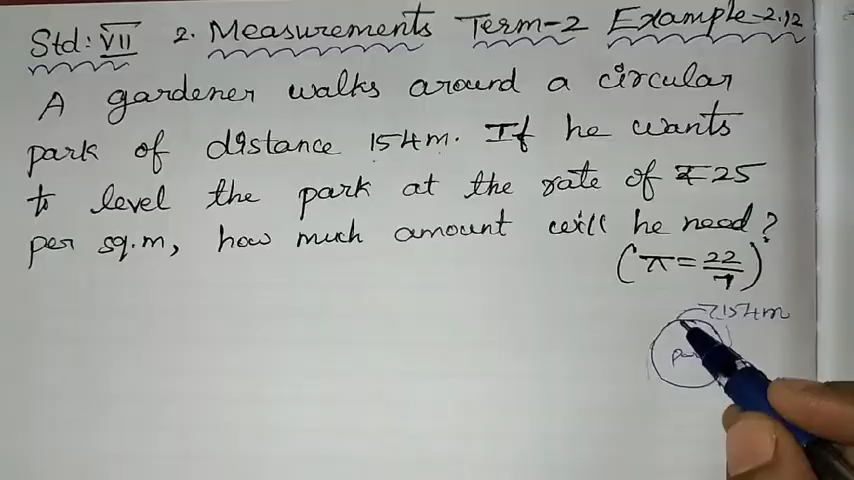 Std: VII 2. Measurements Term-2 Example-2.12
A gardener walks around a circular
park of distance 154m. If he wants
to level the park at the rate of ₹25
per sq.m, how much amount will he need?
(π = 22/7)
154m